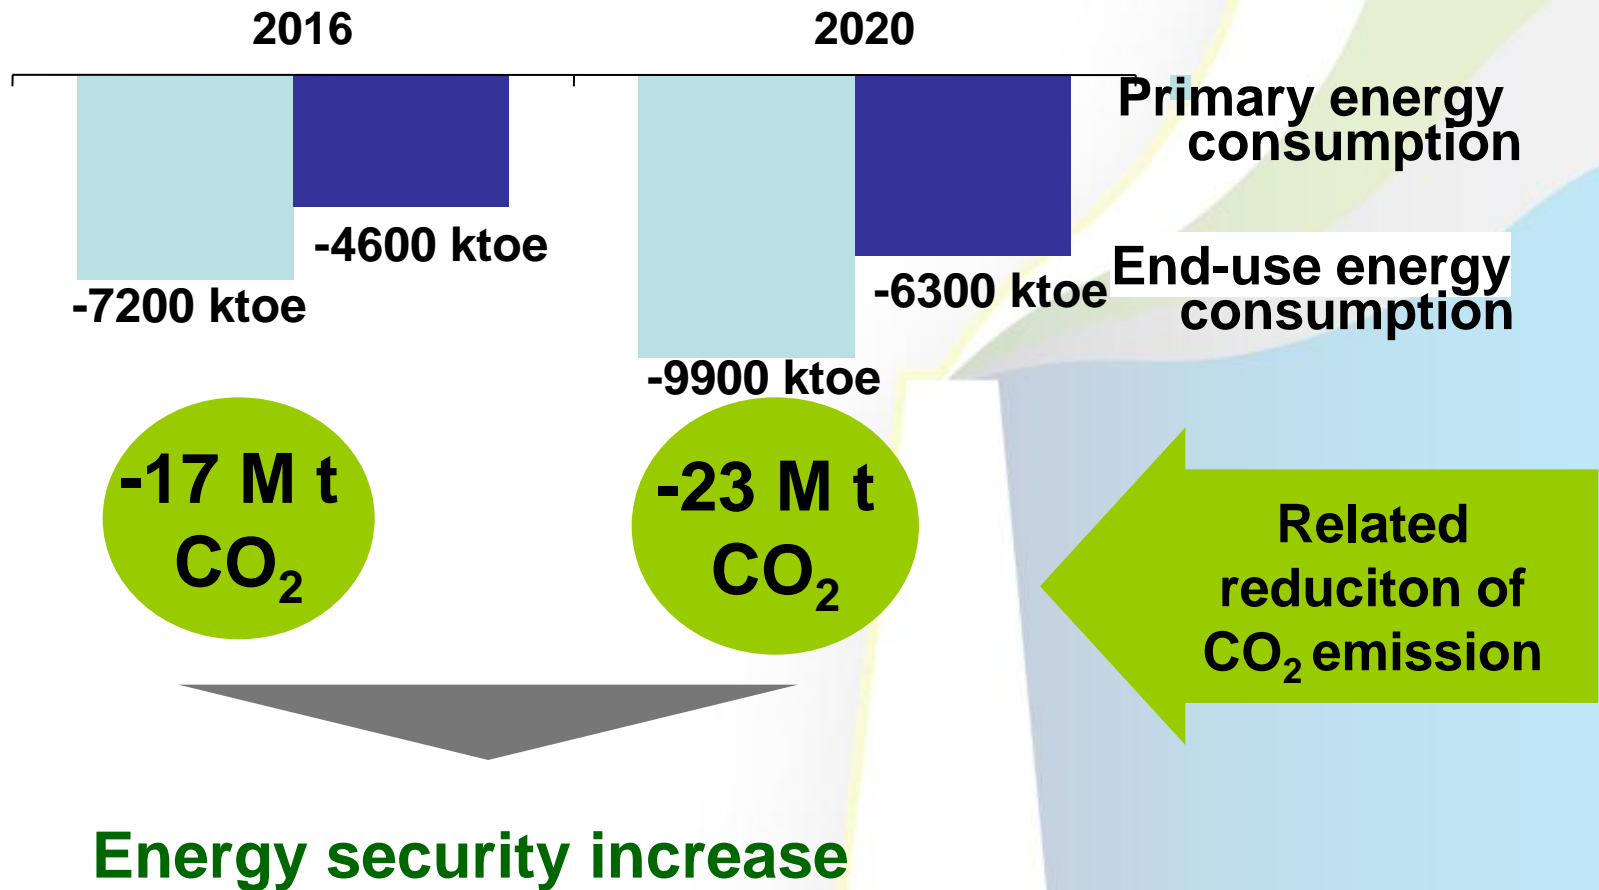 2016
2020
Primary energy
consumption
-4600 ktoe
-7200 ktoe
End-use energy
consumption
-6300 ktoe
-9900 ktoe
-17 M t
CO₂
-23 M t
CO₂
Related
reduciton of
CO₂ emission
Energy security increase